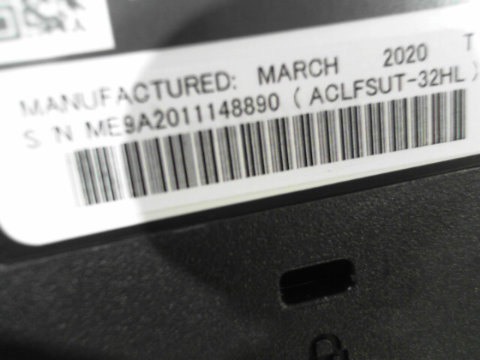 MANUFACTURED: MARCH 2020 T
S N ME9A2011148890 ( ACLFSUT-32HL )